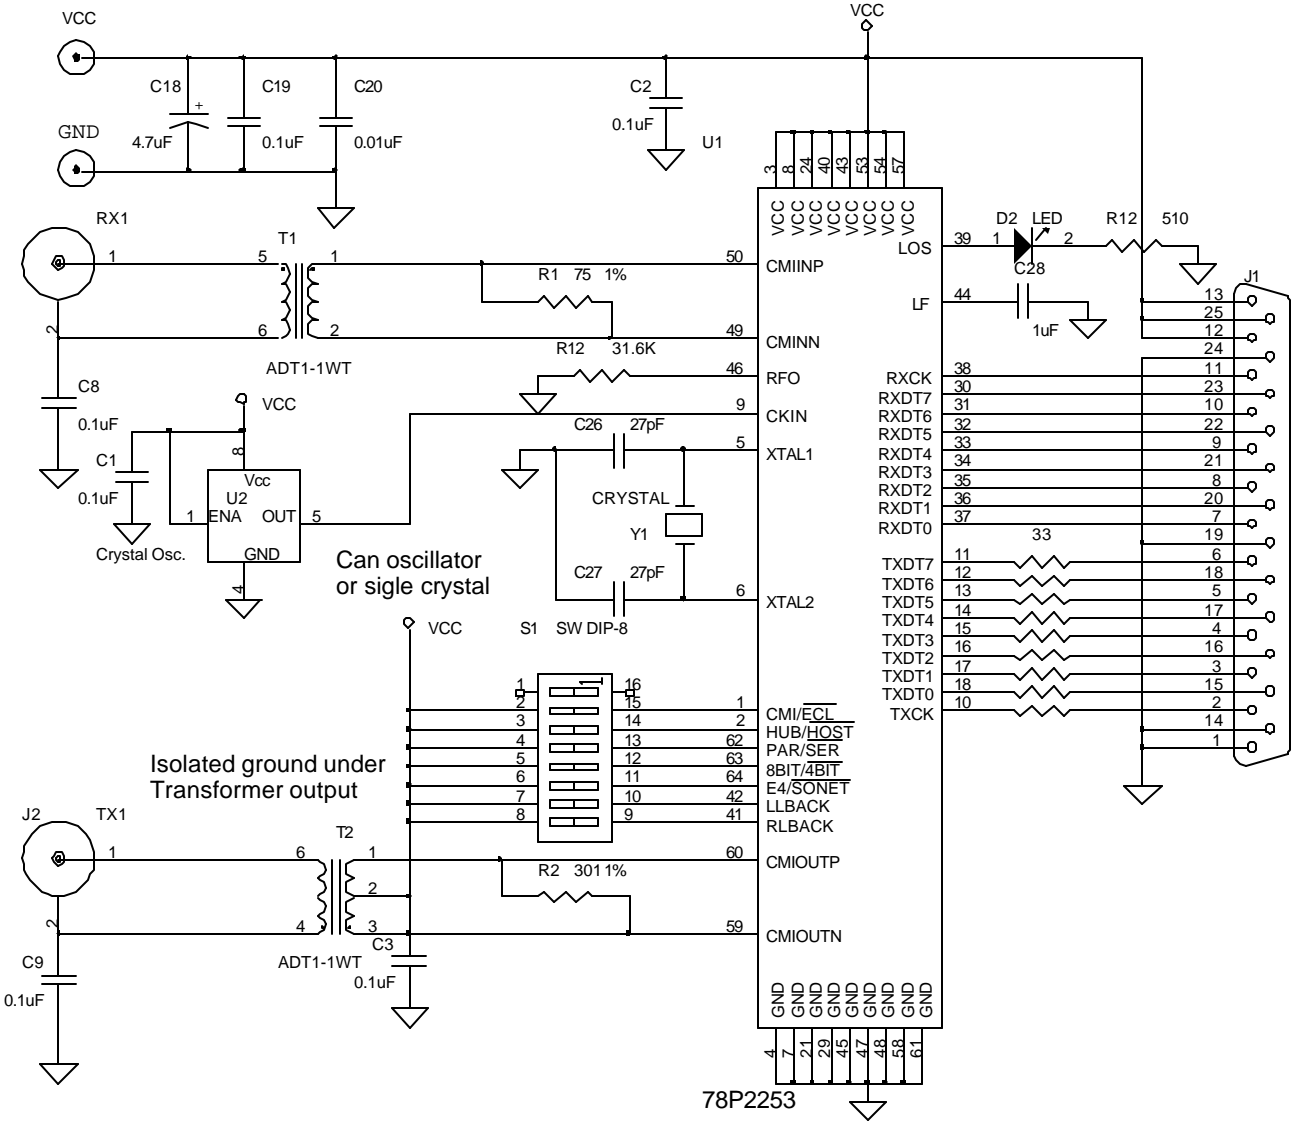 VCC
VCC
C18
C19
C20
C2
+
4.7uF
0.1uF
0.01uF
0.1uF
GND
U1
3
8
24
40
43
53
54
57
VCC
VCC
VCC
VCC
VCC
VCC
VCC
VCC
RX1
T1
1
5
1
2
6
2
ADT1-1WT
R1 75 1%
50
CMIINP
49
CMINN
R12 31.6K
46
RFO
9
CKIN
LOS
39
1
D2
LED
2
R12 510
C28
LF
44
1uF
J1
C8
0.1uF
VCC
C1
0.1uF
8
Vcc
U2
1
ENA
OUT
5
GND
4
Crystal Osc.
C26 27pF
5
XTAL1
CRYSTAL
Y1
C27 27pF
6
XTAL2
Can oscillator
or sigle crystal
VCC
S1 SW DIP-8
RXCK 38
RXDT7 30
RXDT6 31
RXDT5 32
RXDT4 33
RXDT3 34
RXDT2 35
RXDT1 36
RXDT0 37
33
TXDT7 11
TXDT6 12
TXDT5 13
TXDT4 14
TXDT3 15
TXDT2 16
TXDT1 17
TXDT0 18
TXCK 10
13
25
12
24
11
23
10
22
9
21
8
20
7
19
6
18
5
17
4
16
3
15
2
14
1
1 16
2 15 1 CMI/ECL
3 14 2 HUB/HOST
4 13 62 PAR/SER
5 12 63 8BIT/4BIT
6 11 64 E4/SONET
7 10 42 LLBACK
8 9 41 RLBACK
Isolated ground under
Transformer output
J2
TX1
T2
1
6
1
2
4
2
3
ADT1-1WT
60
CMIOUTP
R2 301 1%
59
CMIOUTN
C3
0.1uF
C9
0.1uF
GND
GND
GND
GND
GND
GND
GND
GND
GND
4
7
21
29
45
47
48
58
61
78P2253